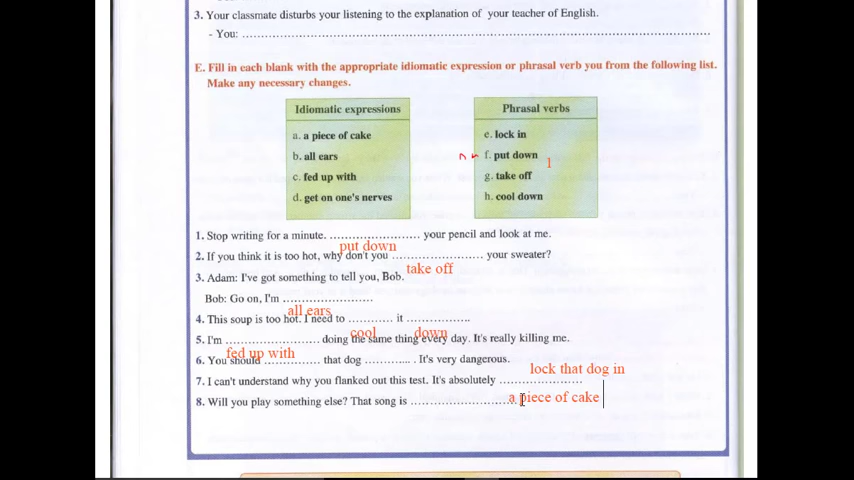 3. Your classmate disturbs your listening to the explanation of your teacher of English.
- You: ..............................................................................
E. Fill in each blank with the appropriate idiomatic expression or phrasal verb you from the following list.
Make any necessary changes.
Idiomatic expressions
a. a piece of cake
b. all ears
c. fed up with
d. get on one's nerves
Phrasal verbs
e. lock in
f. put down
1
g. take off
h. cool down
1. Stop writing for a minute. .......................... your pencil and look at me.
put down
2. If you think it is too hot, why don't you .......................... your sweater?
take off
3. Adam: I've got something to tell you, Bob.
Bob: Go on, I'm ..........................
all ears
4. This soup is too hot. I need to ............ it ..................
cool down
5. I'm .......................... doing the same thing every day. It's really killing me.
fed up with
6. You should ................ that dog .............. . It's very dangerous.
lock that dog in
7. I can't understand why you flanked out this test. It's absolutely ........................
a piece of cake
8. Will you play something else? That song is ..............................